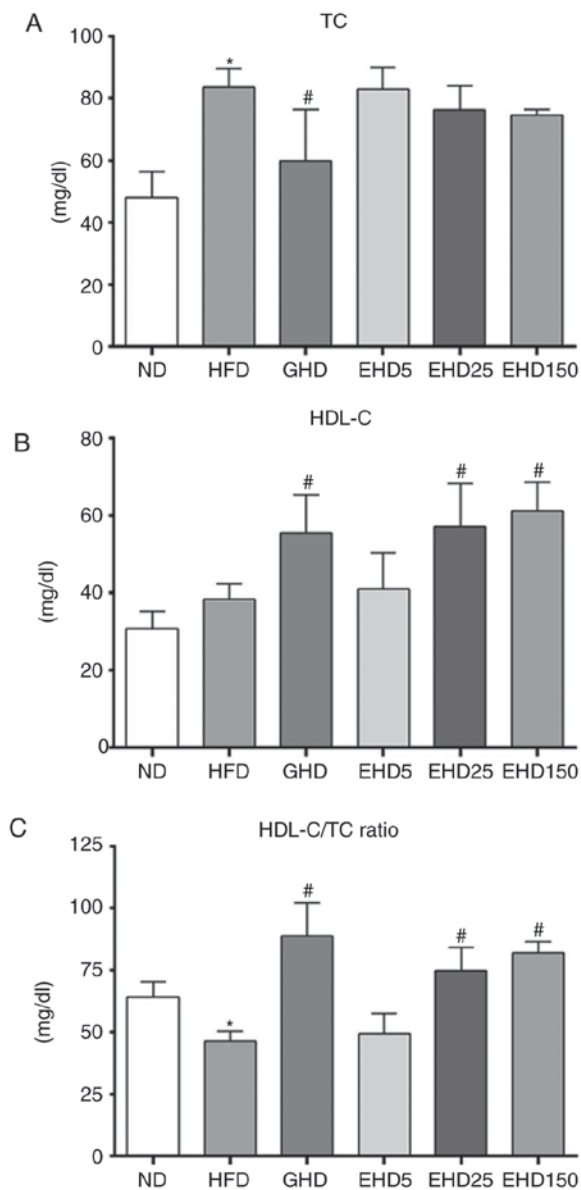 A
TC
100
80
60
40
20
0
(mg/dl)
*
#
ND HFD GHD EHD5 EHD25 EHD150
B
HDL-C
80
60
40
20
0
(mg/dl)
#
#
#
ND HFD GHD EHD5 EHD25 EHD150
C
HDL-C/TC ratio
125
100
75
50
25
0
(mg/dl)
*
#
#
#
ND HFD GHD EHD5 EHD25 EHD150